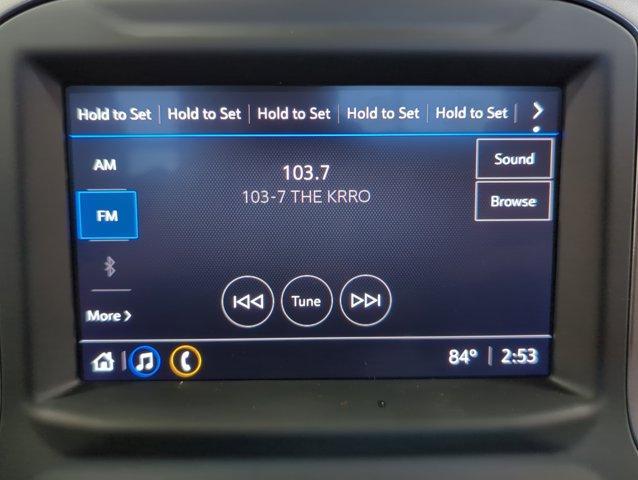 Hold to Set Hold to Set Hold to Set Hold to Set Hold to Set
AM
103.7
Sound
103-7 THE KRRO
FM
Browse
Tune
More
84° 2:53